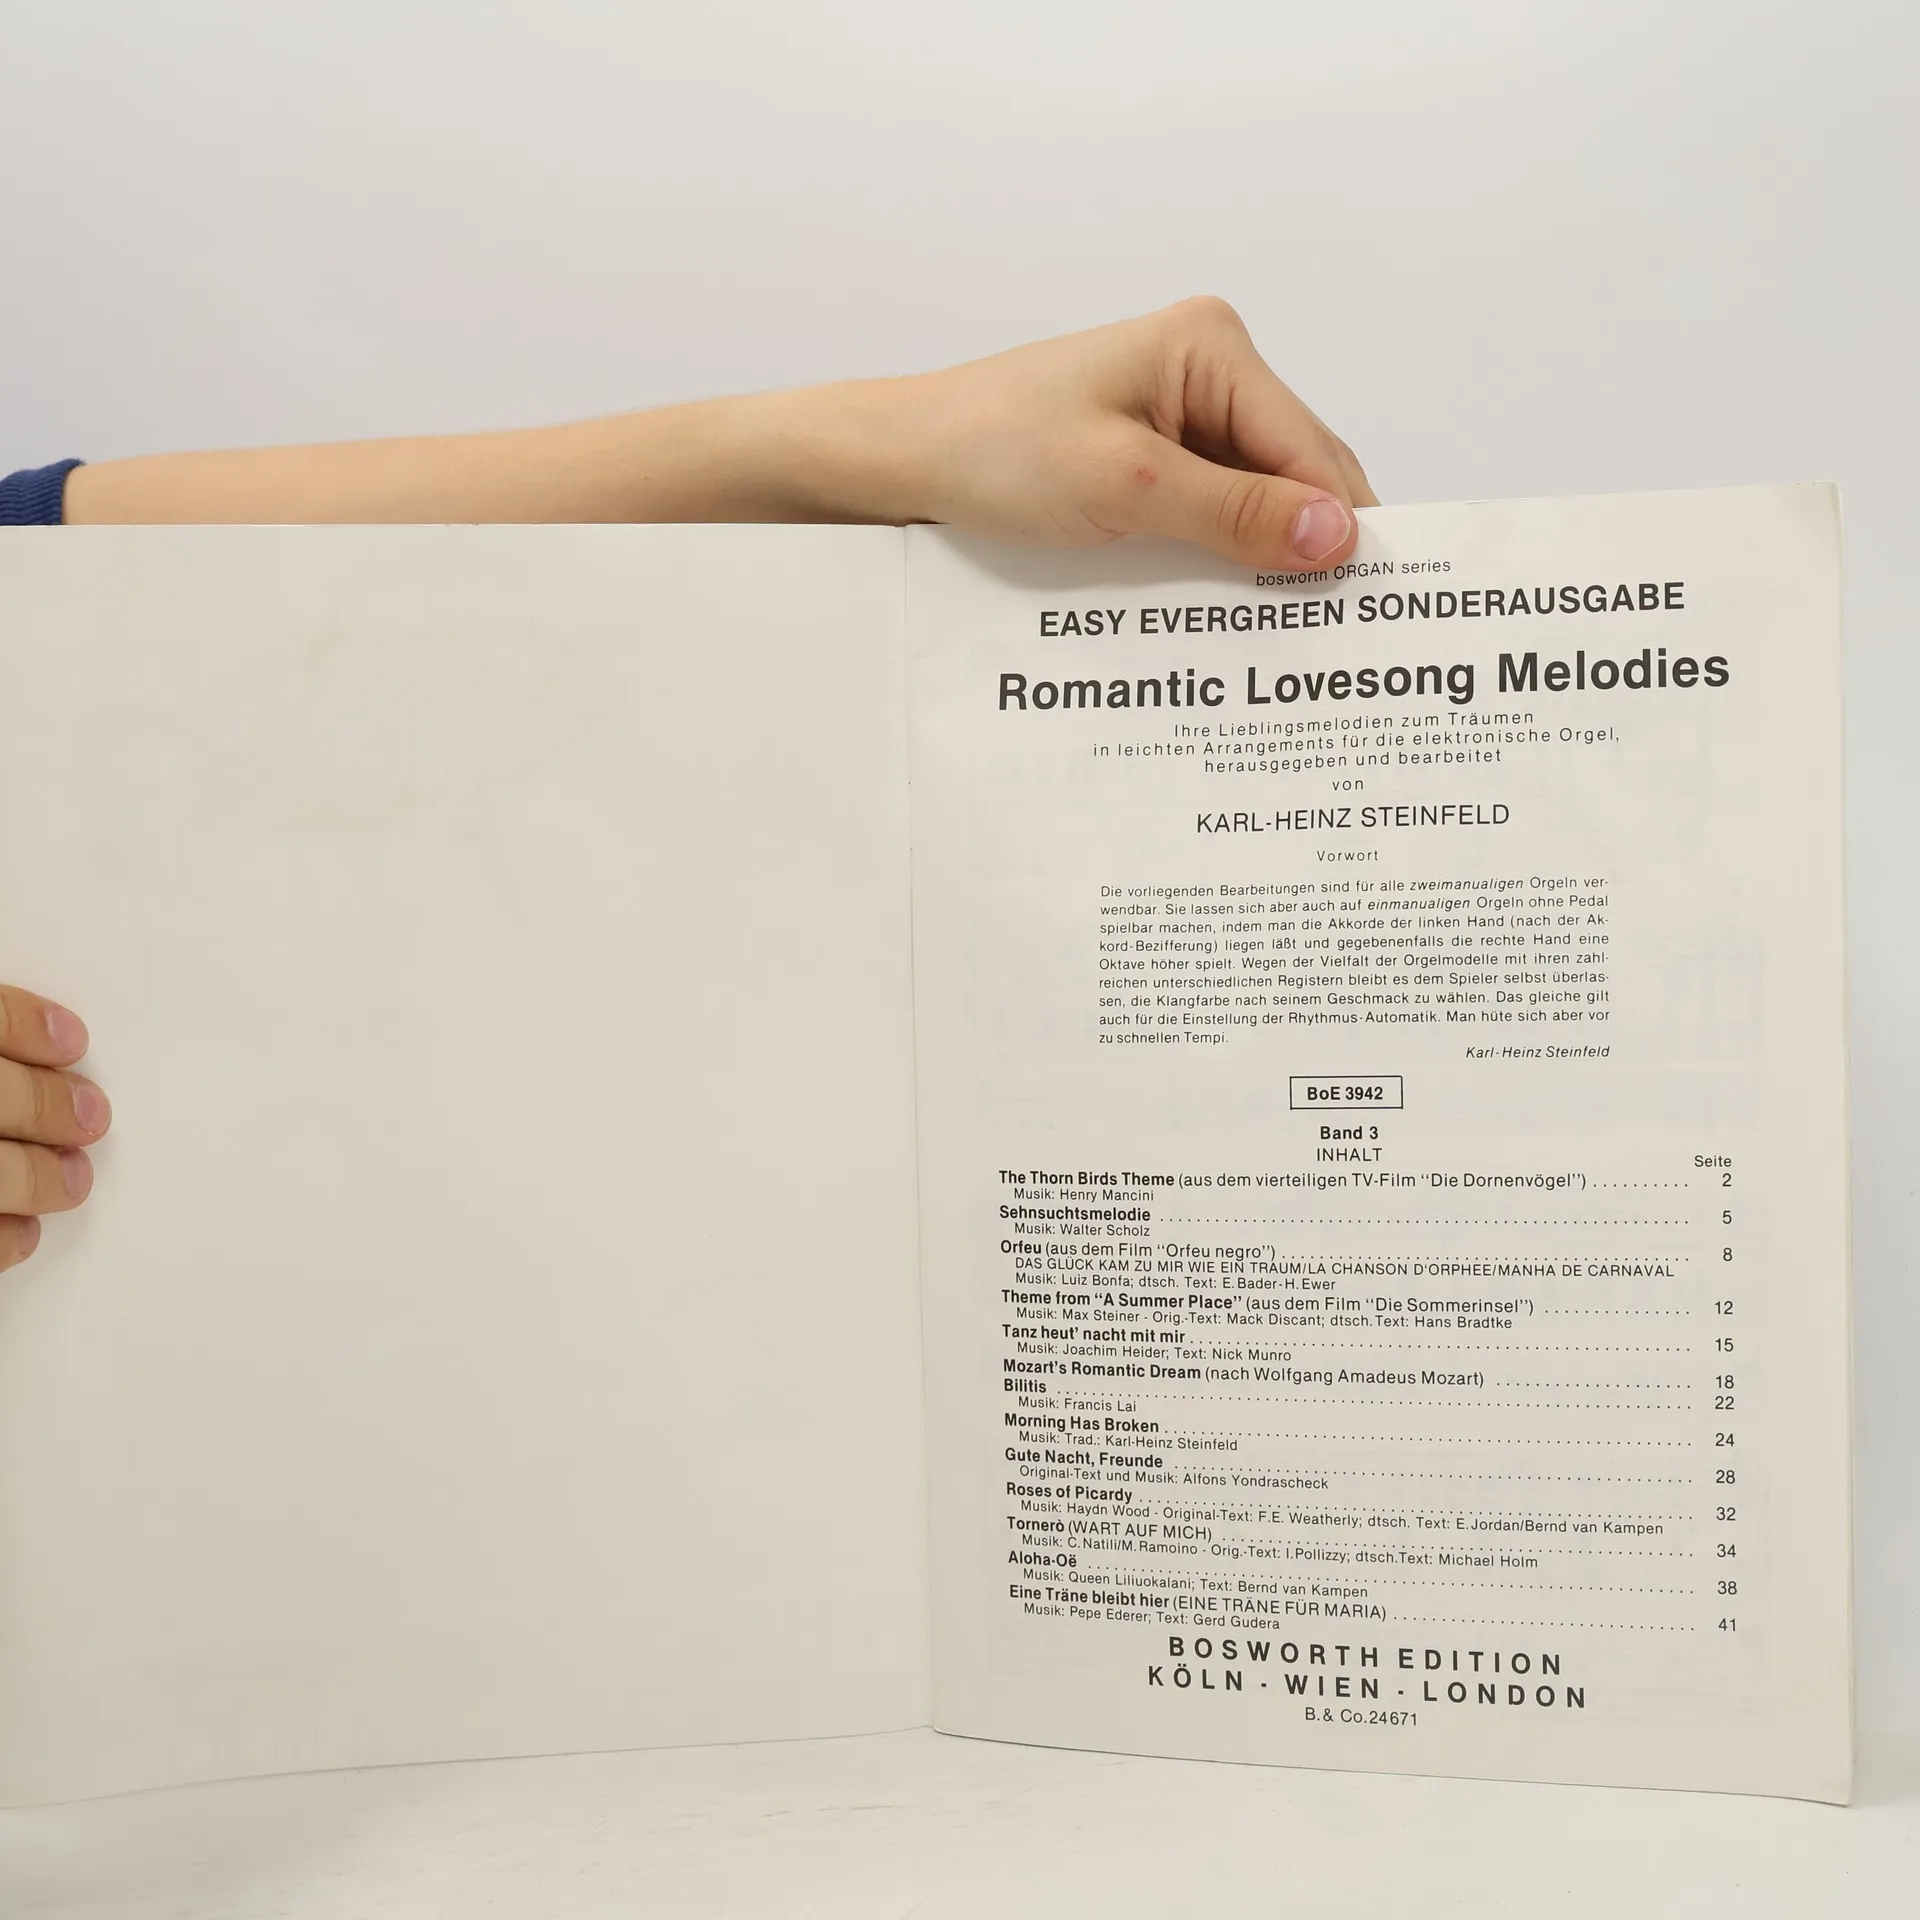 bosworth ORGAN series
EASY EVERGREEN SONDERAUSGABE
Romantic Lovesong Melodies
Ihre Lieblingsmelodien zum Träumen
in leichten Arrangements für die elektronische Orgel,
herausgegeben und bearbeitet
von
KARL-HEINZ STEINFELD
Vorwort
Die vorliegenden Bearbeitungen sind für alle zweimanualigen Orgeln ver-
wendbar. Sie lassen sich aber auch auf einmanualigen Orgeln ohne Pedal
spielbar machen, indem man die Akkorde der linken Hand (nach der Ak-
kord-Bezifferung) liegen läßt und gegebenenfalls die rechte Hand eine
Oktave höher spielt. Wegen der Vielfalt der Orgelmodelle mit ihren zahl-
reichen unterschiedlichen Registern bleibt es dem Spieler selbst überlas-
sen, die Klangfarbe nach seinem Geschmack zu wählen. Das gleiche gilt
auch für die Einstellung der Rhythmus-Automatik. Man hüte sich aber vor
zu schnellen Tempi.
Karl-Heinz Steinfeld
BoE 3942
Band 3
INHALT
Seite
The Thorn Birds Theme (aus dem vierteiligen TV-Film “Die Dornenvögel”) .......... 2
Musik: Henry Mancini
Sehnsuchtsmelodie .......... 5
Musik: Walter Scholz
Orfeu (aus dem Film “Orfeu negro”) .......... 8
DAS GLÜCK KAM ZU MIR WIE EIN TRAUM/LA CHANSON D'ORPHEE/MANHA DE CARNAVAL
Musik: Luiz Bonfa; dtsch. Text: E. Bader-H. Ewer
Theme from “A Summer Place” (aus dem Film “Die Sommerinsel”) .......... 12
Musik: Max Steiner - Orig.-Text: Mack Discant; dtsch. Text: Hans Bradtke
Tanz heut' nacht mit mir .......... 15
Musik: Joachim Heider; Text: Nick Munro
Mozart's Romantic Dream (nach Wolfgang Amadeus Mozart) .......... 18
Bilitis .......... 22
Musik: Francis Lai
Morning Has Broken .......... 24
Musik: Trad.: Karl-Heinz Steinfeld
Gute Nacht, Freunde .......... 28
Original-Text und Musik: Alfons Yondrascheck
Roses of Picardy .......... 32
Musik: Haydn Wood - Original-Text: F.E. Weatherly; dtsch. Text: E. Jordan/Bernd van Kampen
Tornerò (WART AUF MICH) .......... 34
Musik: C. Natili/M. Ramoino - Orig.-Text: I. Pollizzy; dtsch. Text: Michael Holm
Aloha-Oë .......... 38
Musik: Queen Liliuokalani; Text: Bernd van Kampen
Eine Träne bleibt hier (EINE TRÄNE FÜR MARIA) .......... 41
Musik: Pepe Ederer; Text: Gerd Gudera
BOSWORTH EDITION
KÖLN - WIEN - LONDON
B. & Co. 24671